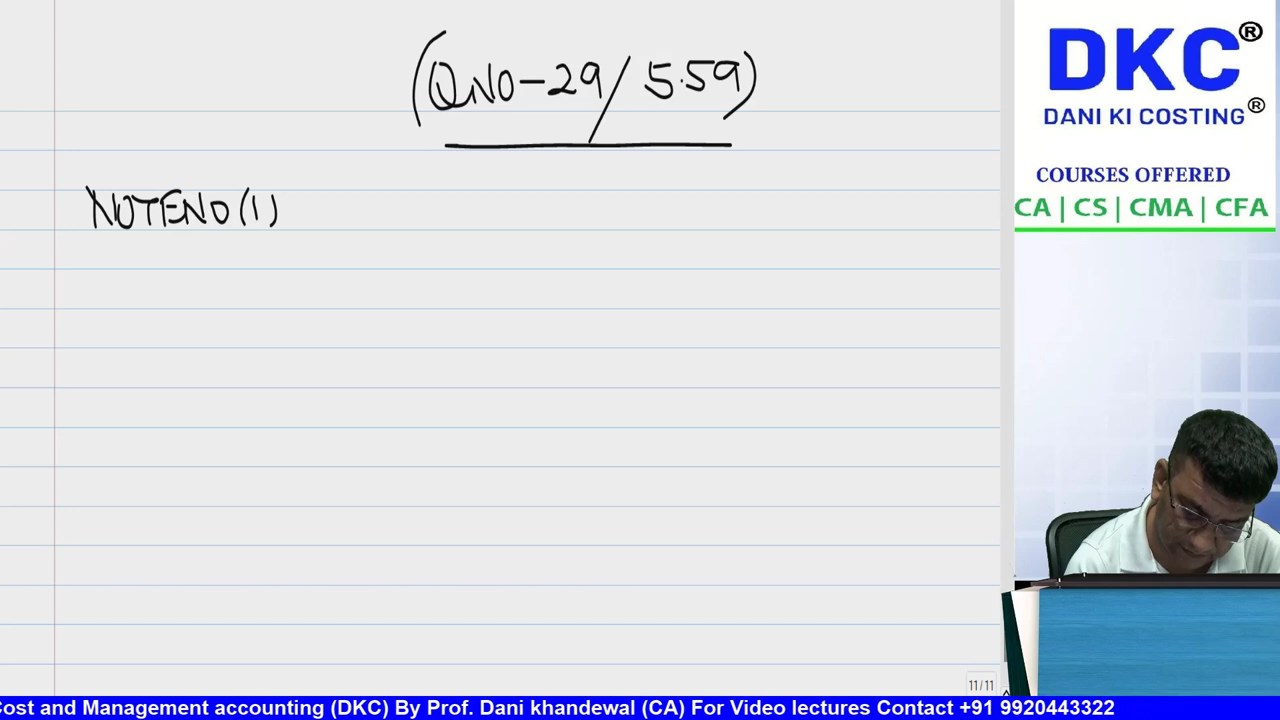 (QNO-29/5.59)
NOTENO(1)
DKC®
DANI KI COSTING®
COURSES OFFERED
CA | CS | CMA | CFA
11/11
Cost and Management accounting (DKC) By Prof. Dani khandewal (CA) For Video lectures Contact +91 9920443322